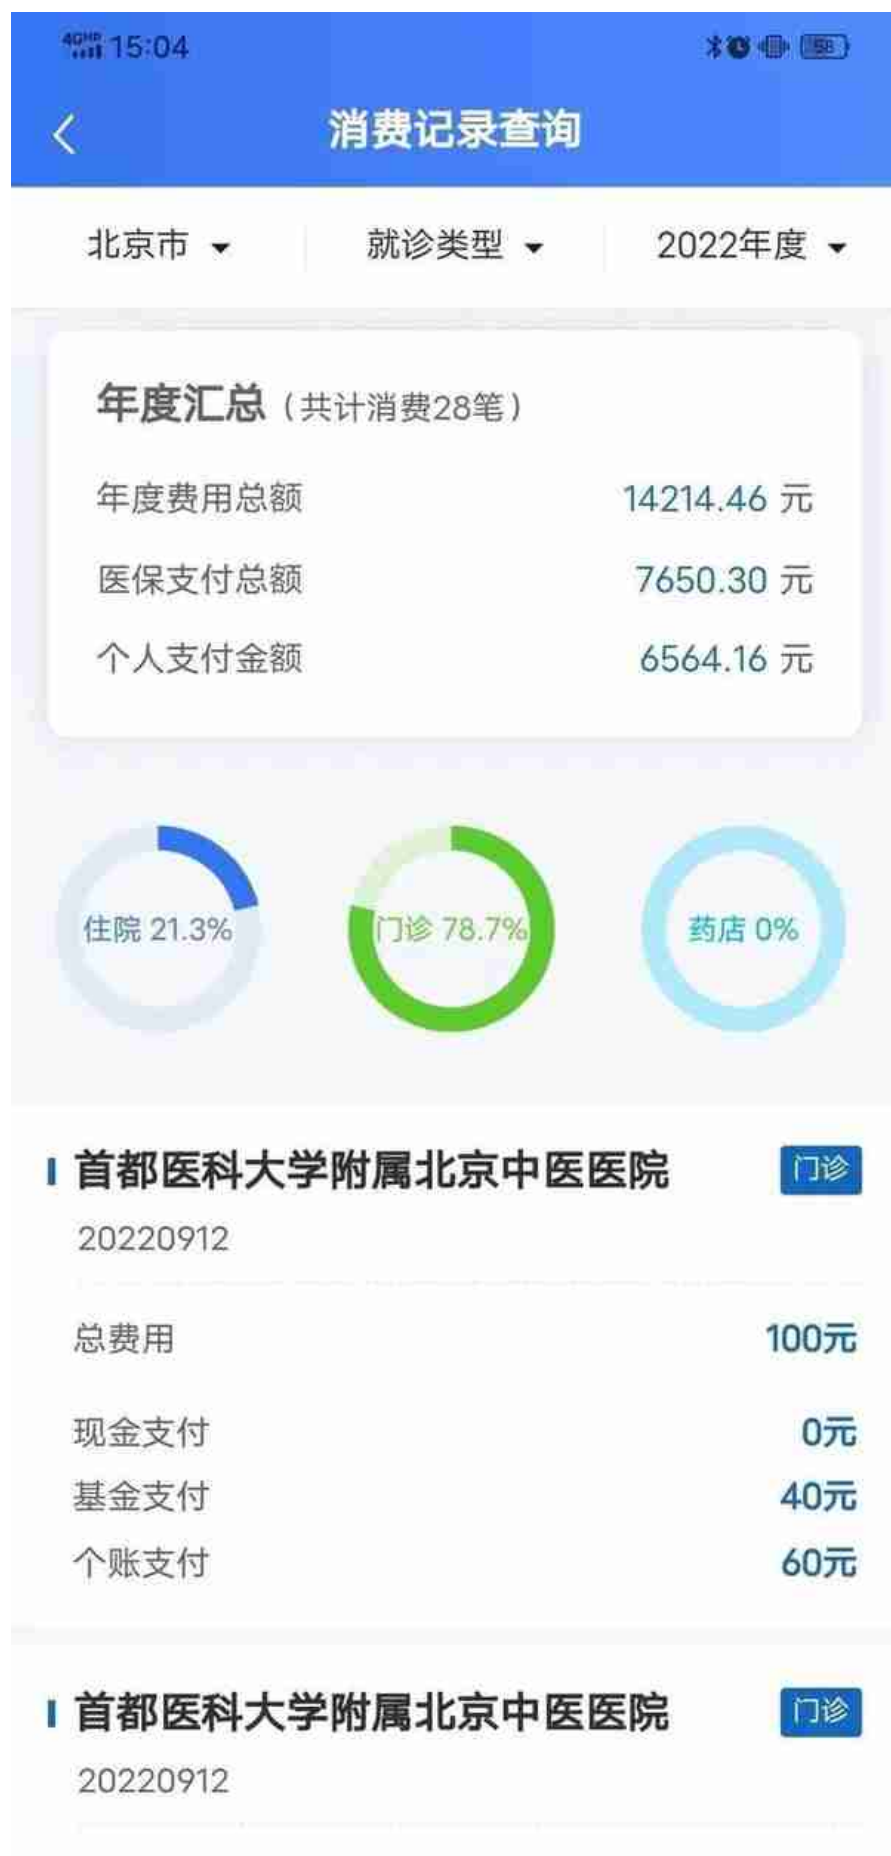 4GHD 15:04 58
消费记录查询
北京市 就诊类型 2022年度
年度汇总（共计消费28笔）
年度费用总额 14214.46 元
医保支付总额 7650.30 元
个人支付金额 6564.16 元
住院 21.3% 门诊 78.7% 药店 0%
首都医科大学附属北京中医医院 门诊
20220912
总费用 100元
现金支付 0元
基金支付 40元
个账支付 60元
首都医科大学附属北京中医医院 门诊
20220912